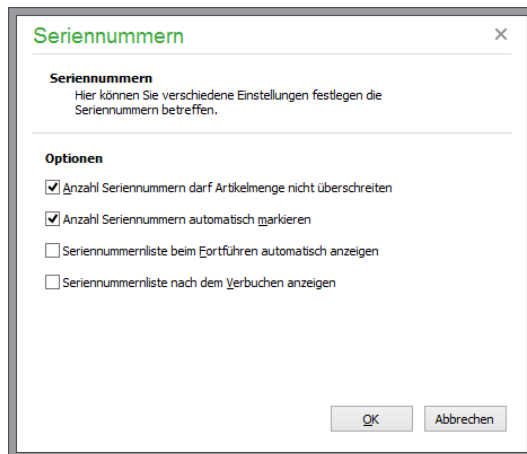 Seriennummern
Seriennummern
Hier können Sie verschiedene Einstellungen festlegen die
Seriennummern betreffen.
Optionen
Anzahl Seriennummern darf Artikelmenge nicht überschreiten
Anzahl Seriennummern automatisch markieren
Seriennummernliste beim Fortführen automatisch anzeigen
Seriennummernliste nach dem Verbuchen anzeigen
OK Abbrechen